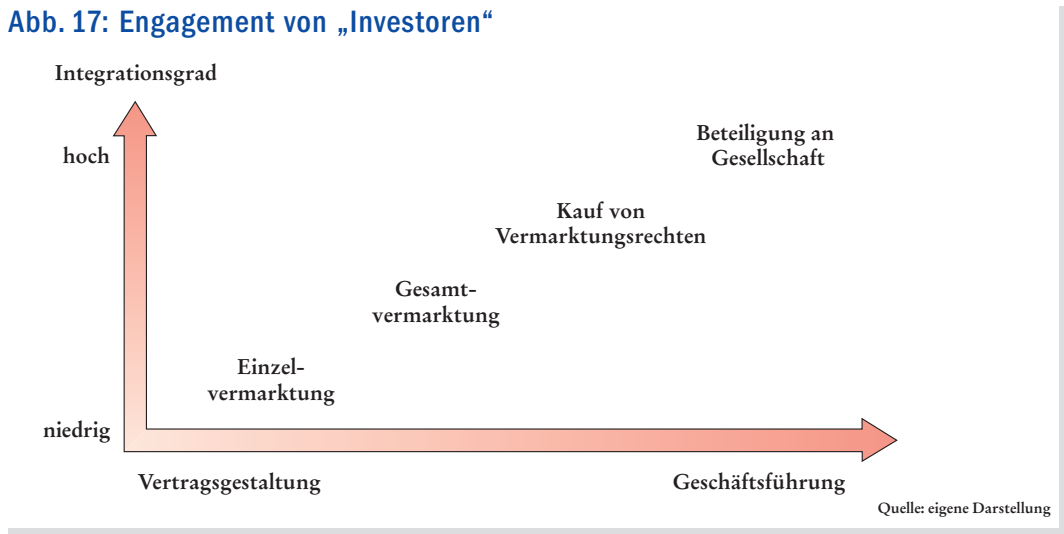 Abb. 17: Engagement von „Investoren“
Integrationsgrad
hoch
Beteiligung an
Gesellschaft
Kauf von
Vermarktungsrechten
Gesamt-
vermarktung
Einzel-
vermarktung
niedrig
Vertragsgestaltung
Geschäftsführung
Quelle: eigene Darstellung